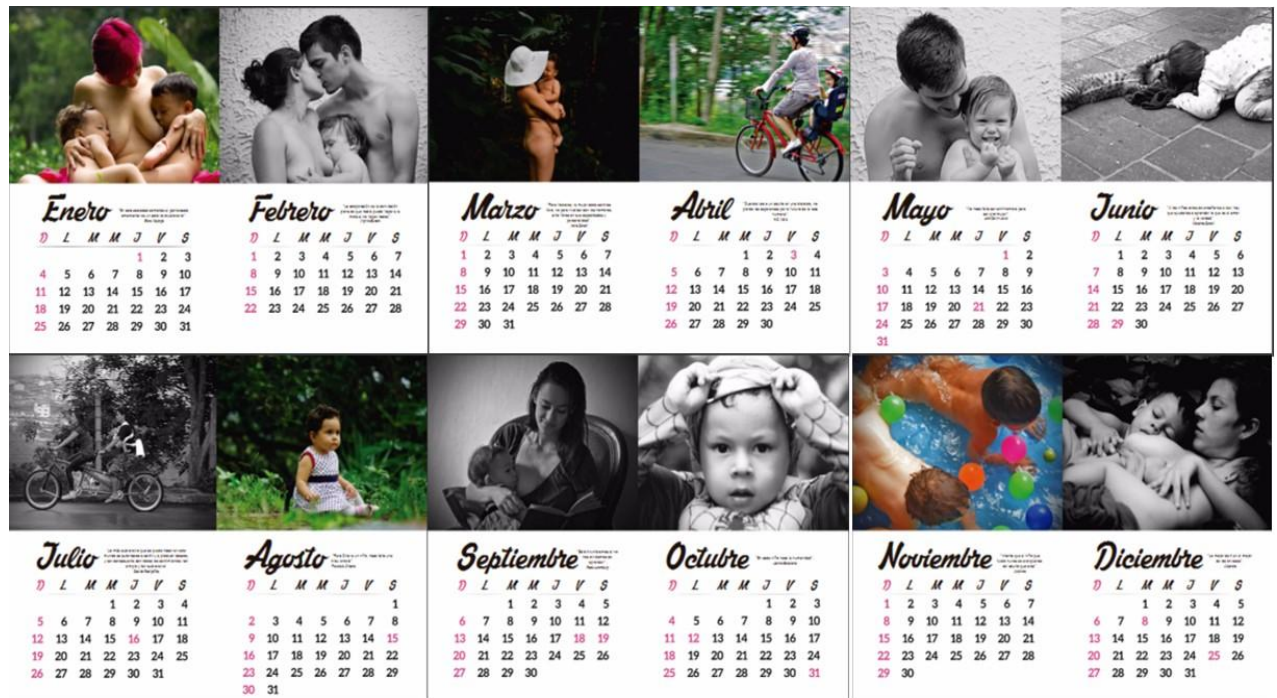 Enero
D L M M J V S
1 2 3
4 5 6 7 8 9 10
11 12 13 14 15 16 17
18 19 20 21 22 23 24
25 26 27 28 29 30 31
Febrero
D L M M J V S
1 2 3 4 5 6 7
8 9 10 11 12 13 14
15 16 17 18 19 20 21
22 23 24 25 26 27 28
Marzo
D L M M J V S
1 2 3 4 5 6 7
8 9 10 11 12 13 14
15 16 17 18 19 20 21
22 23 24 25 26 27 28
29 30 31
Abril
D L M M J V S
1 2 3 4
5 6 7 8 9 10 11
12 13 14 15 16 17 18
19 20 21 22 23 24 25
26 27 28 29 30
Mayo
D L M M J V S
1 2
3 4 5 6 7 8 9
10 11 12 13 14 15 16
17 18 19 20 21 22 23
24 25 26 27 28 29 30
31
Junio
D L M M J V S
1 2 3 4 5 6
7 8 9 10 11 12 13
14 15 16 17 18 19 20
21 22 23 24 25 26 27
28 29 30
Julio
D L M M J V S
1 2 3 4
5 6 7 8 9 10 11
12 13 14 15 16 17 18
19 20 21 22 23 24 25
26 27 28 29 30 31
Agosto
D L M M J V S
1
2 3 4 5 6 7 8
9 10 11 12 13 14 15
16 17 18 19 20 21 22
23 24 25 26 27 28 29
30 31
Septiembre
D L M M J V S
1 2 3 4 5
6 7 8 9 10 11 12
13 14 15 16 17 18 19
20 21 22 23 24 25 26
27 28 29 30
Octubre
D L M M J V S
1 2 3
4 5 6 7 8 9 10
11 12 13 14 15 16 17
18 19 20 21 22 23 24
25 26 27 28 29 30 31
Noviembre
D L M M J V S
1 2 3 4 5 6 7
8 9 10 11 12 13 14
15 16 17 18 19 20 21
22 23 24 25 26 27 28
29 30
Diciembre
D L M M J V S
1 2 3 4 5
6 7 8 9 10 11 12
13 14 15 16 17 18 19
20 21 22 23 24 25 26
27 28 29 30 31